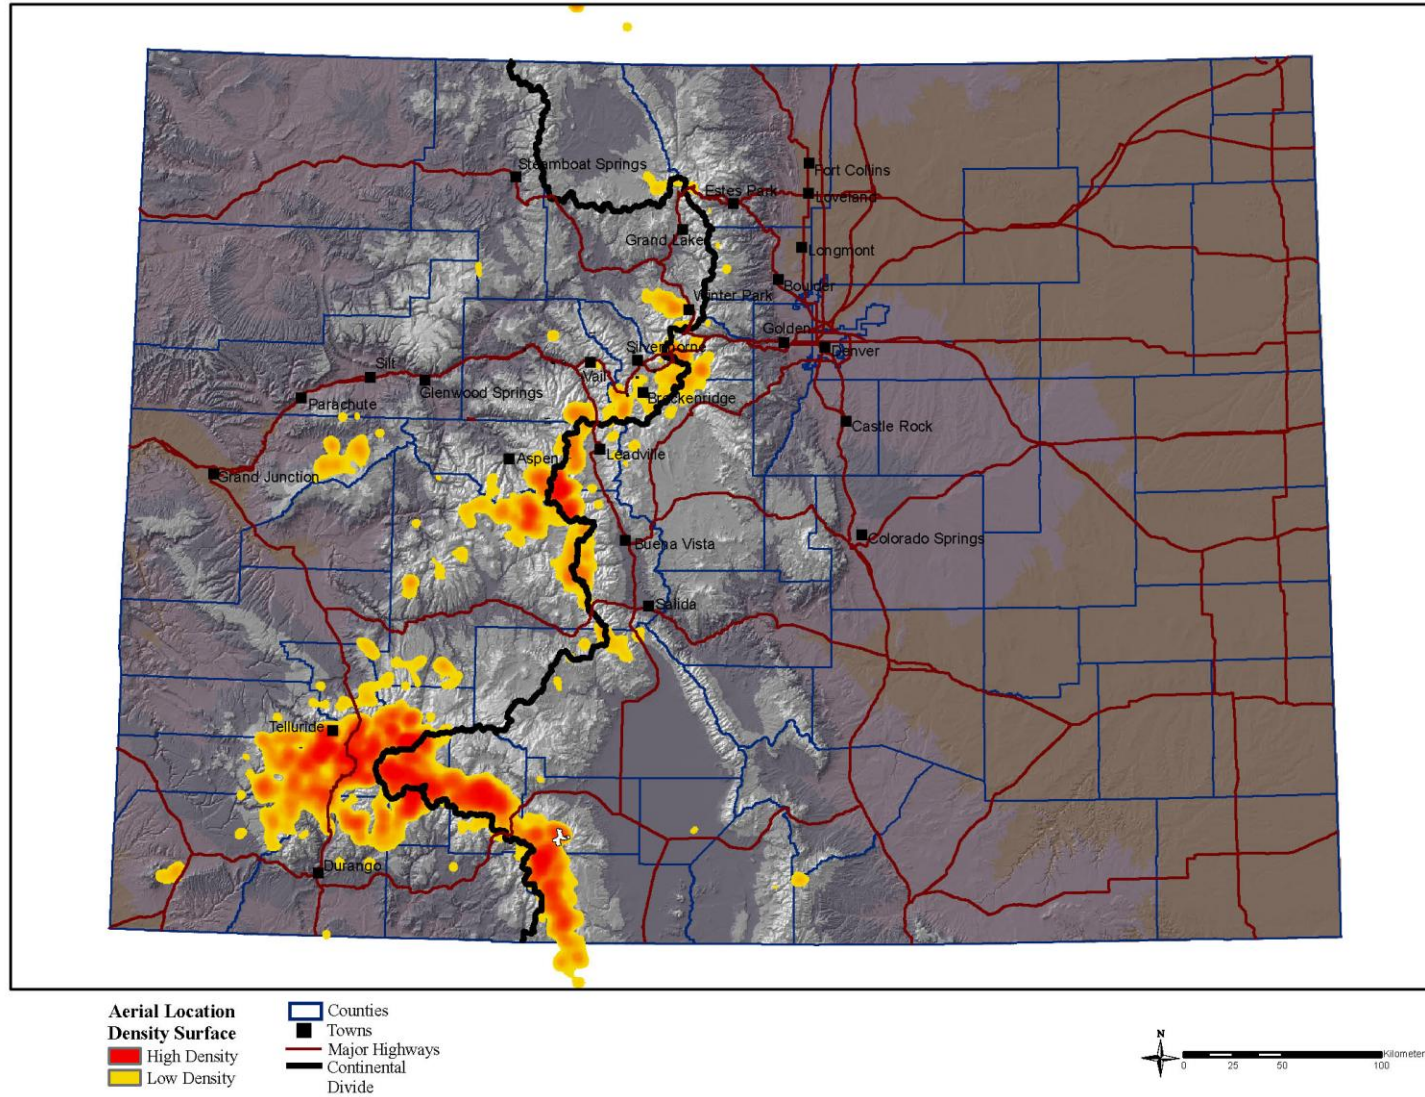 Steamboat Springs
Fort Collins
Estes Park
Loveland
Grand Lake
Longmont
Boulder
Winter Park
Golden
Silverthorne
Denver
Silt
Vail
Glenwood Springs
Breckenridge
Parachute
Castle Rock
Leadville
Aspen
Grand Junction
Colorado Springs
Buena Vista
Salida
Telluride
Durango
Aerial Location
Density Surface
High Density
Low Density
Counties
Towns
Major Highways
Continental
Divide
N
Kilometer
0 25 50 100